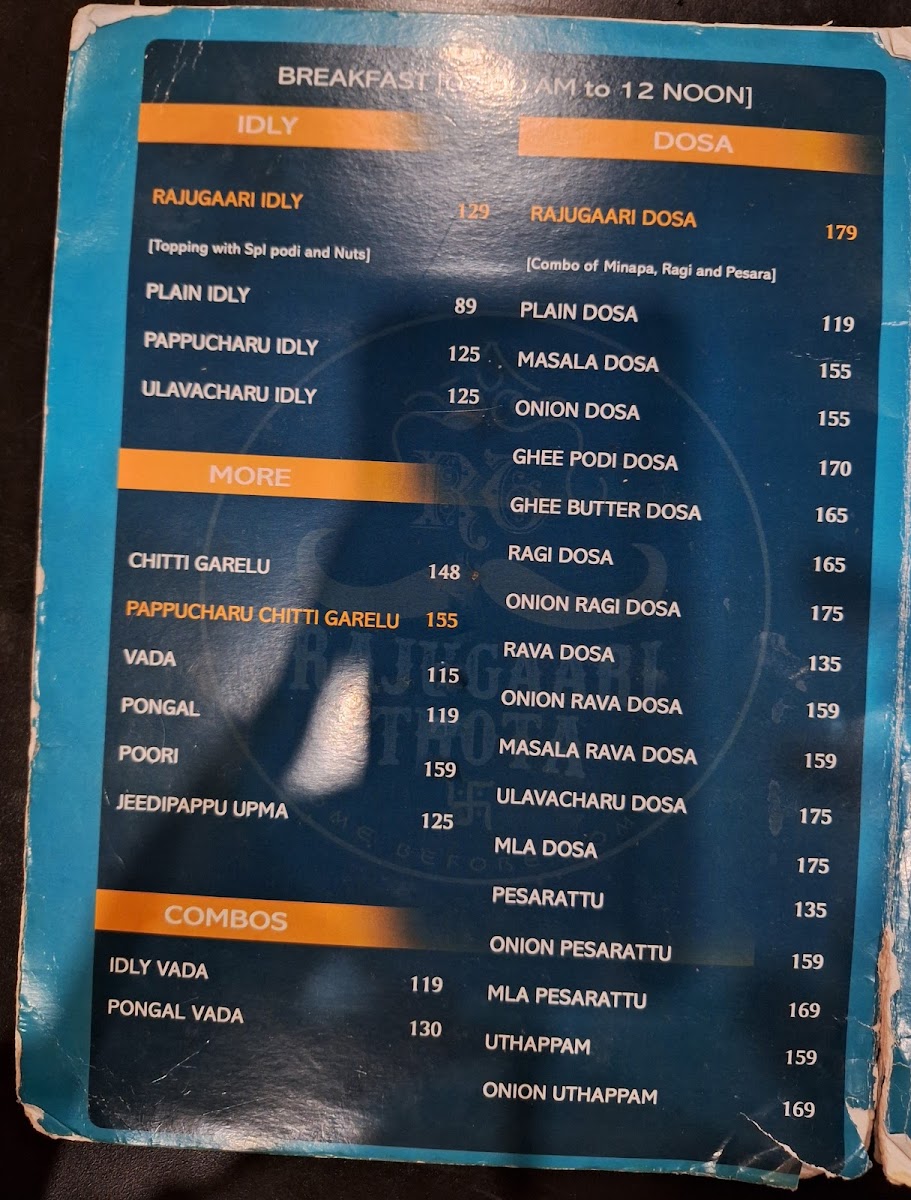 BREAKFAST [ AM to 12 NOON]
IDLY
RAJUGAARI IDLY 129
[Topping with Spl podi and Nuts]
PLAIN IDLY 89
PAPPUCHARU IDLY 125
ULAVACHARU IDLY 125
MORE
CHITTI GARELU 148
PAPPUCHARU CHITTI GARELU 155
VADA 115
PONGAL 119
POORI 159
JEEDIPAPPU UPMA 125
COMBOS
IDLY VADA 119
PONGAL VADA 130
DOSA
RAJUGAARI DOSA 179
[Combo of Minapa, Ragi and Pesara]
PLAIN DOSA 119
MASALA DOSA 155
ONION DOSA 155
GHEE PODI DOSA 170
GHEE BUTTER DOSA 165
RAGI DOSA 165
ONION RAGI DOSA 175
RAVA DOSA 135
ONION RAVA DOSA 159
MASALA RAVA DOSA 159
ULAVACHARU DOSA 175
MLA DOSA 175
PESARATTU 135
ONION PESARATTU 159
MLA PESARATTU 169
UTHAPPAM 159
ONION UTHAPPAM 169
RAJUGAARI
THOTA